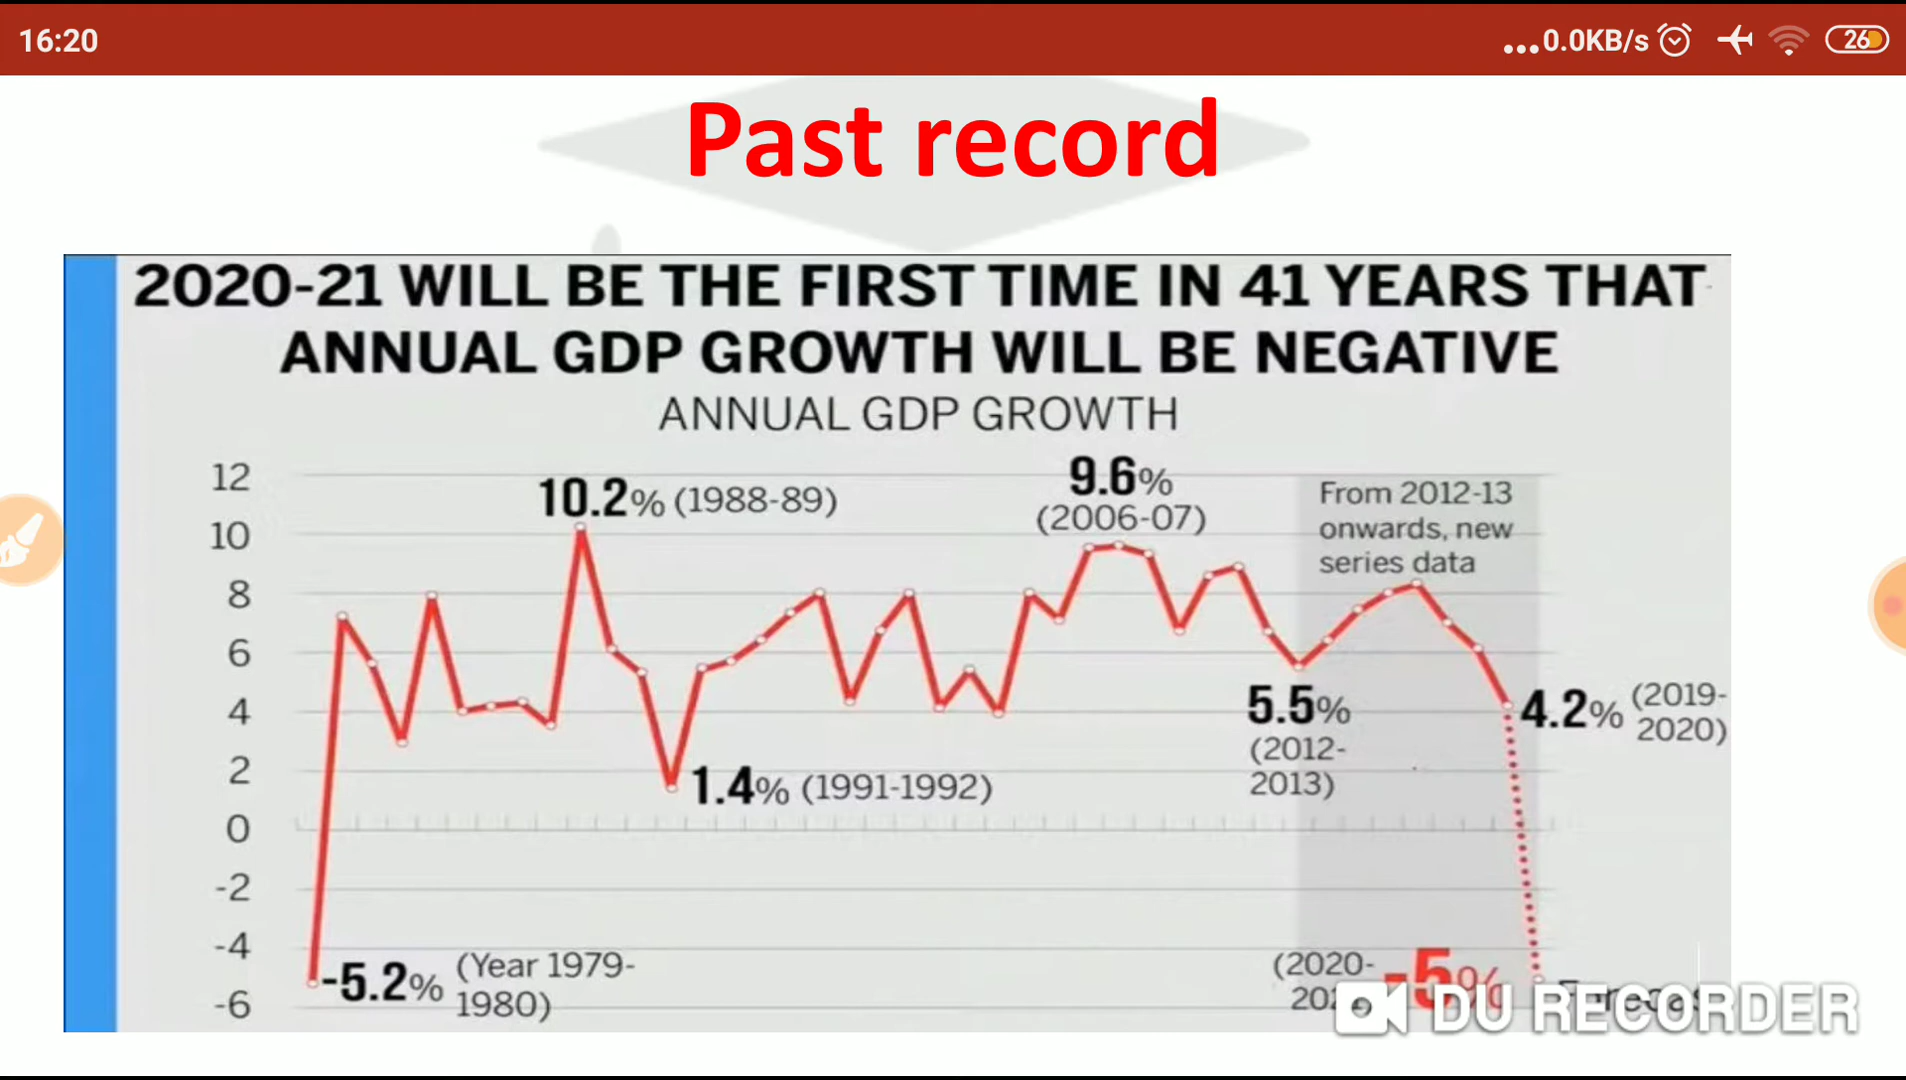 16:20
...0.0KB/s
26
Past record
2020-21 WILL BE THE FIRST TIME IN 41 YEARS THAT
ANNUAL GDP GROWTH WILL BE NEGATIVE
ANNUAL GDP GROWTH
12
10
8
6
4
2
0
-2
-4
-6
10.2% (1988-89)
9.6%
(2006-07)
From 2012-13
onwards, new
series data
5.5%
(2012-
2013)
4.2% (2019-
2020)
1.4% (1991-1992)
-5.2% (Year 1979-
1980)
(2020-
-5%
DU RECORDER